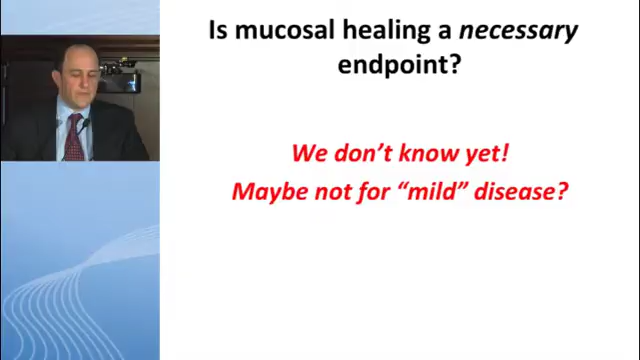 Is mucosal healing a necessary
endpoint?
We don't know yet!
Maybe not for “mild” disease?